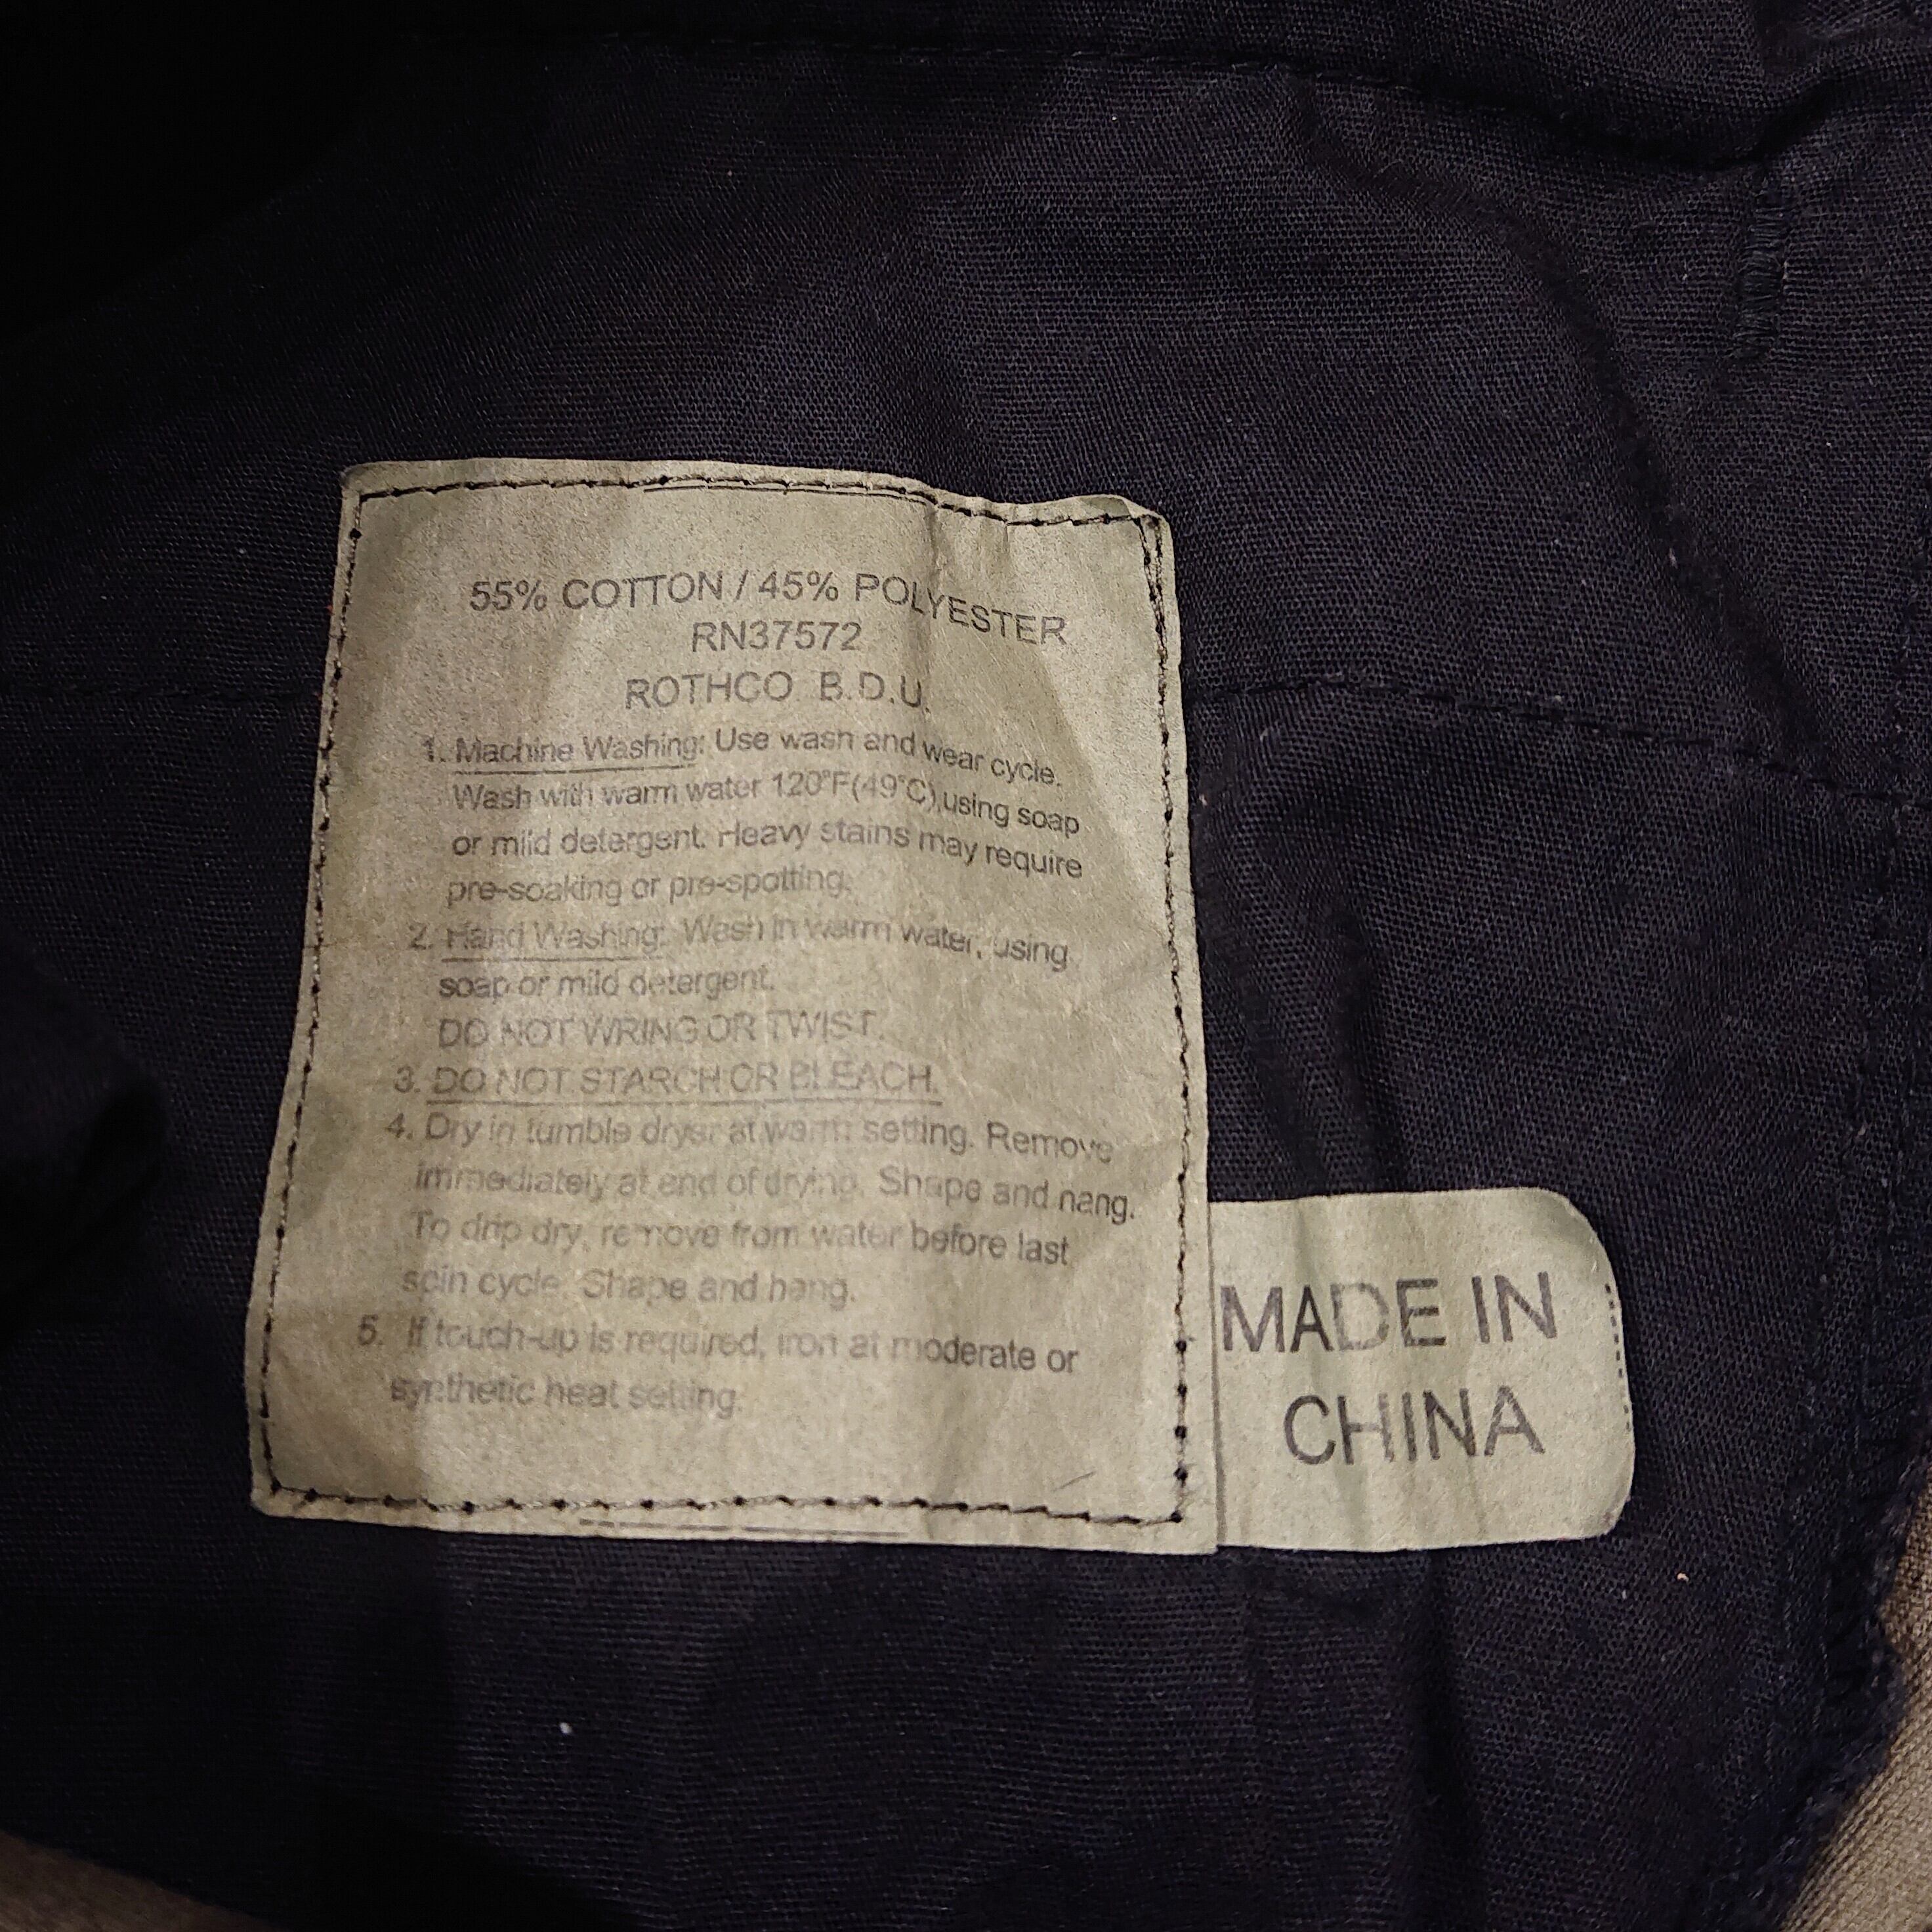 55% COTTON / 45% POLYESTER
RN37572
ROTHCO B.D.U.
1. Machine Washing: Use wash and wear cycle.
Wash with warm water 120°F(49°C),using soap
or mild detergent. Heavy stains may require
pre-soaking or pre-spotting.
2. Hand Washing: Wash in warm water, using
soap or mild detergent.
DO NOT WRING OR TWIST.
3. DO NOT STARCH OR BLEACH.
4. Dry in tumble dryer at warm setting. Remove
immediately at end of drying. Shape and hang.
To drip dry, remove from water before last
spin cycle. Shape and hang.
5. If touch-up is required, iron at moderate or
synthetic heat setting.
MADE IN
CHINA